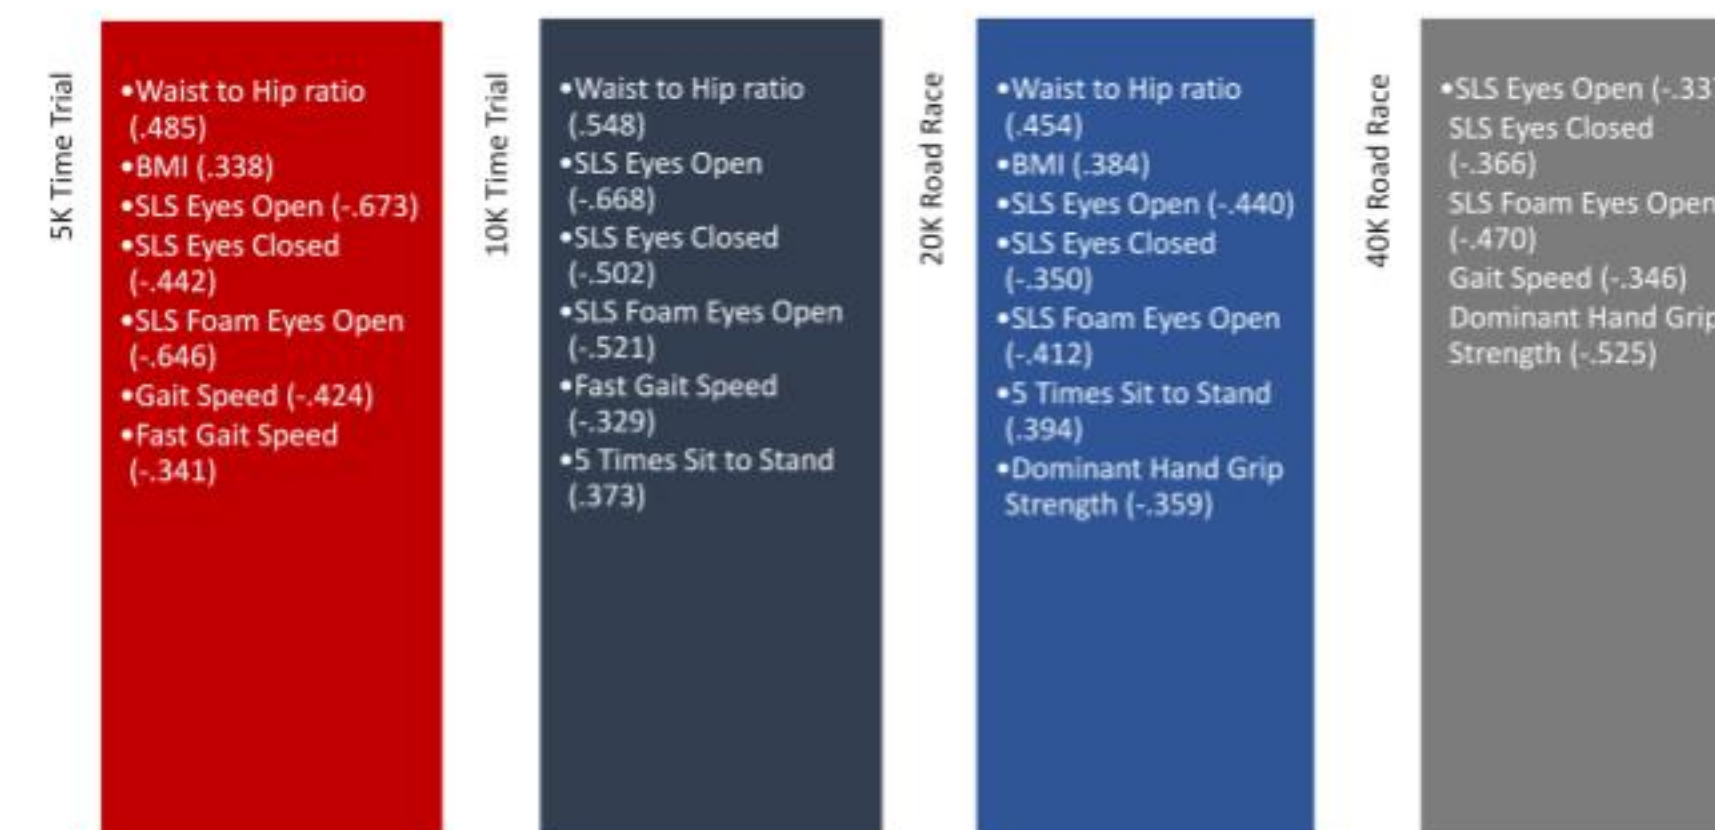 5K Time Trial
•Waist to Hip ratio
(.485)
•BMI (.338)
•SLS Eyes Open (-.673)
•SLS Eyes Closed
(-.442)
•SLS Foam Eyes Open
(-.646)
•Gait Speed (-.424)
•Fast Gait Speed
(-.341)
10K Time Trial
•Waist to Hip ratio
(.548)
•SLS Eyes Open
(-.668)
•SLS Eyes Closed
(-.502)
•SLS Foam Eyes Open
(-.521)
•Fast Gait Speed
(-.329)
•5 Times Sit to Stand
(.373)
20K Road Race
•Waist to Hip ratio
(.454)
•BMI (.384)
•SLS Eyes Open (-.440)
•SLS Eyes Closed
(-.350)
•SLS Foam Eyes Open
(-.412)
•5 Times Sit to Stand
(.394)
•Dominant Hand Grip
Strength (-.359)
40K Road Race
•SLS Eyes Open (-.337
SLS Eyes Closed
(-.366)
SLS Foam Eyes Open
(-.470)
Gait Speed (-.346)
Dominant Hand Grip
Strength (-.525)